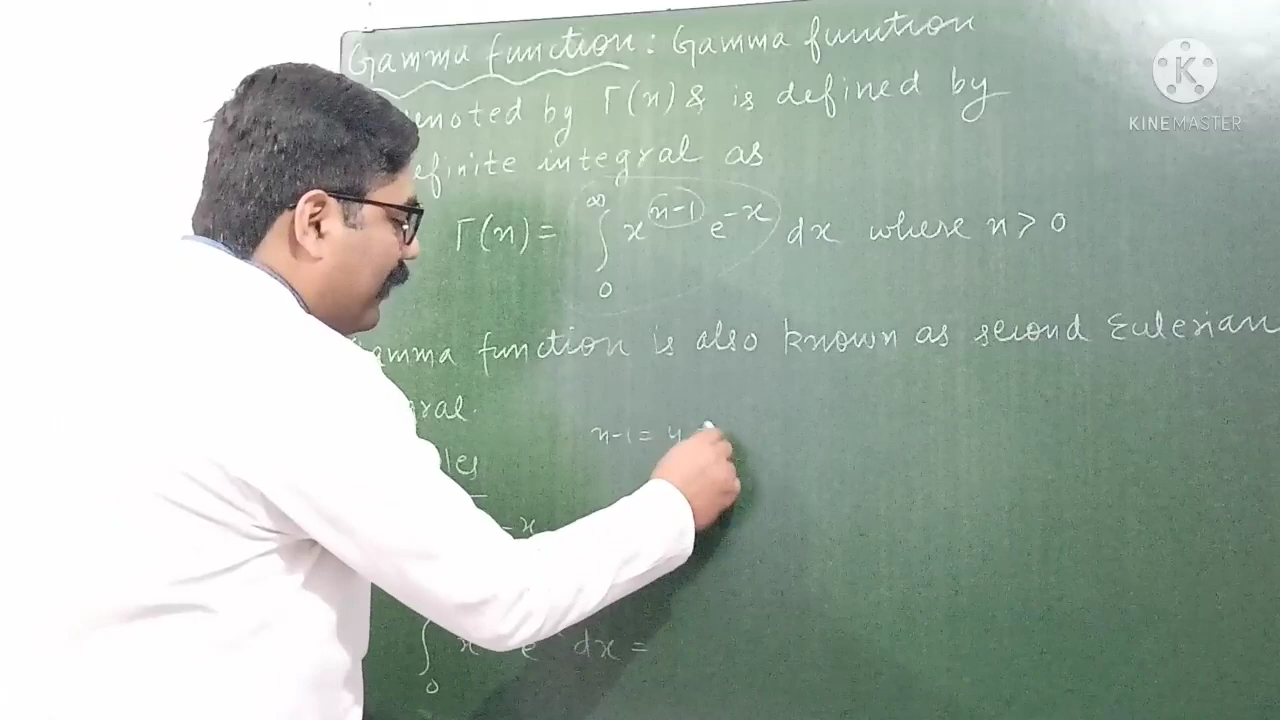 Gamma function: Gamma function
denoted by Γ(n) & is defined by
definite integral as
Γ(n) = ∫₀^∞ x^(n-1) e^(-x) dx where n > 0
Gamma function is also known as second Eulerian
n-1 = 4
-x
∫₀ x e dx =
K
KINEMASTER